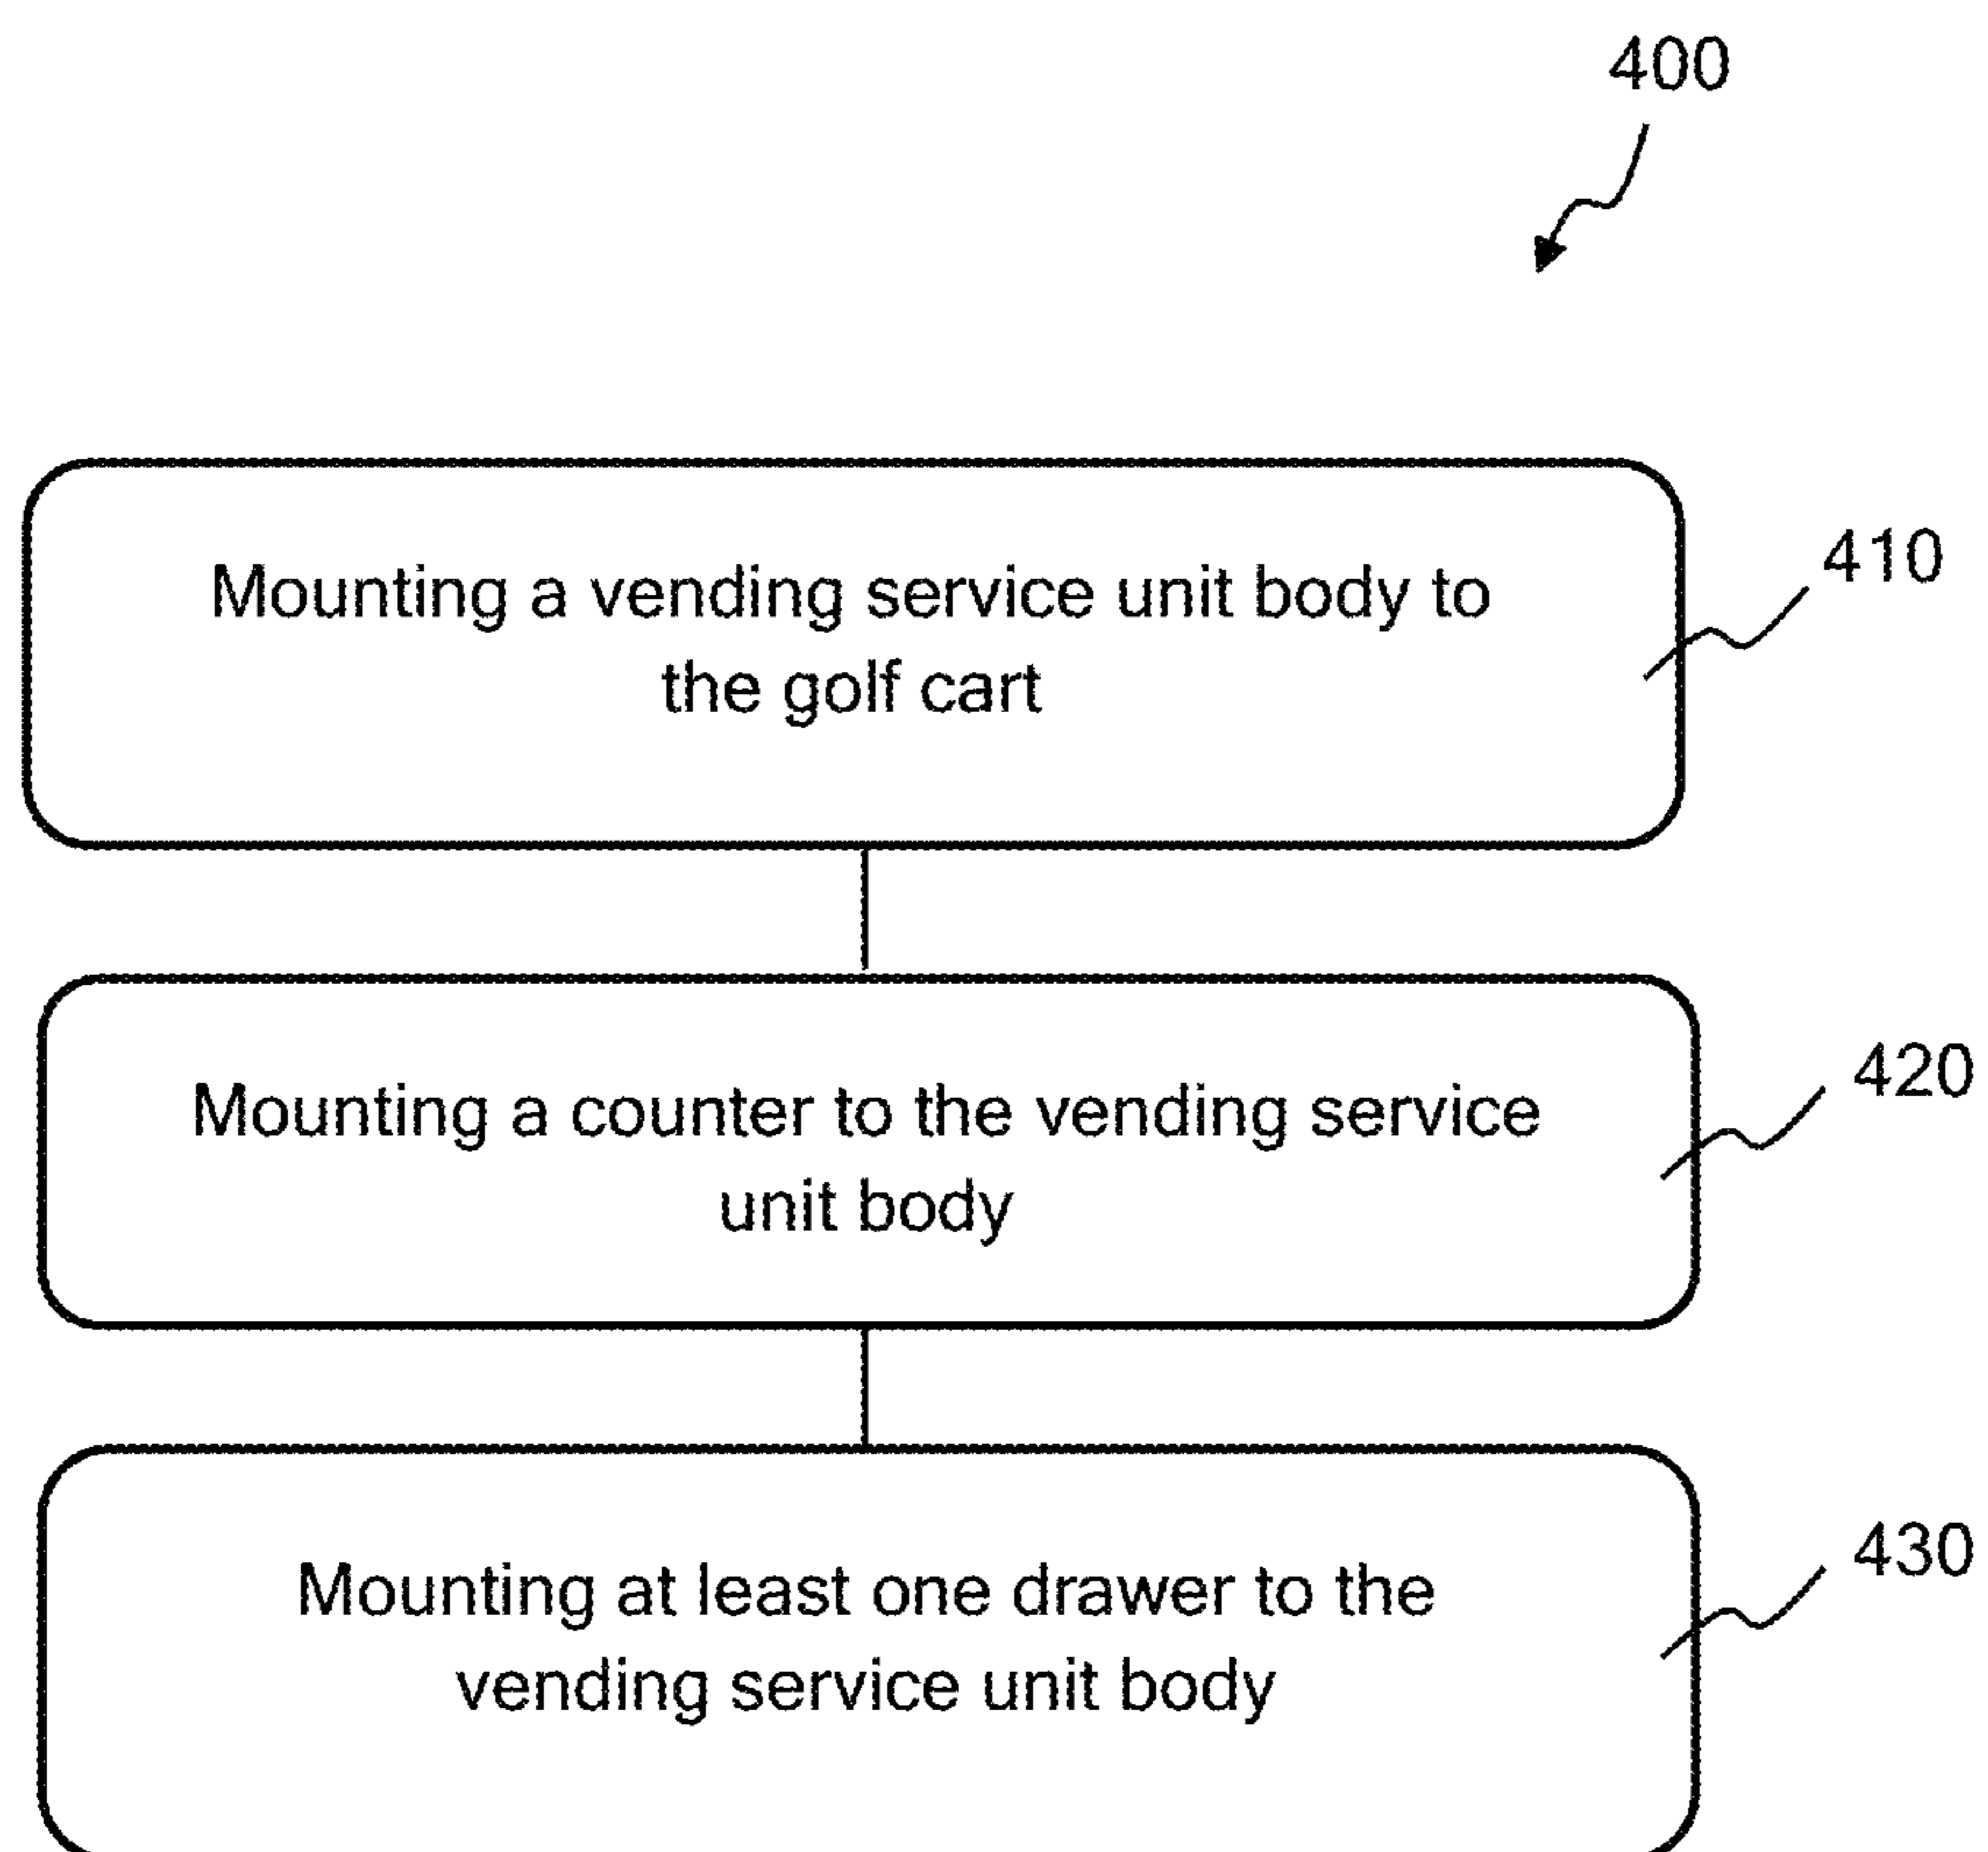 400
Mounting a vending service unit body to
the golf cart
410
Mounting a counter to the vending service
unit body
420
Mounting at least one drawer to the
vending service unit body
430